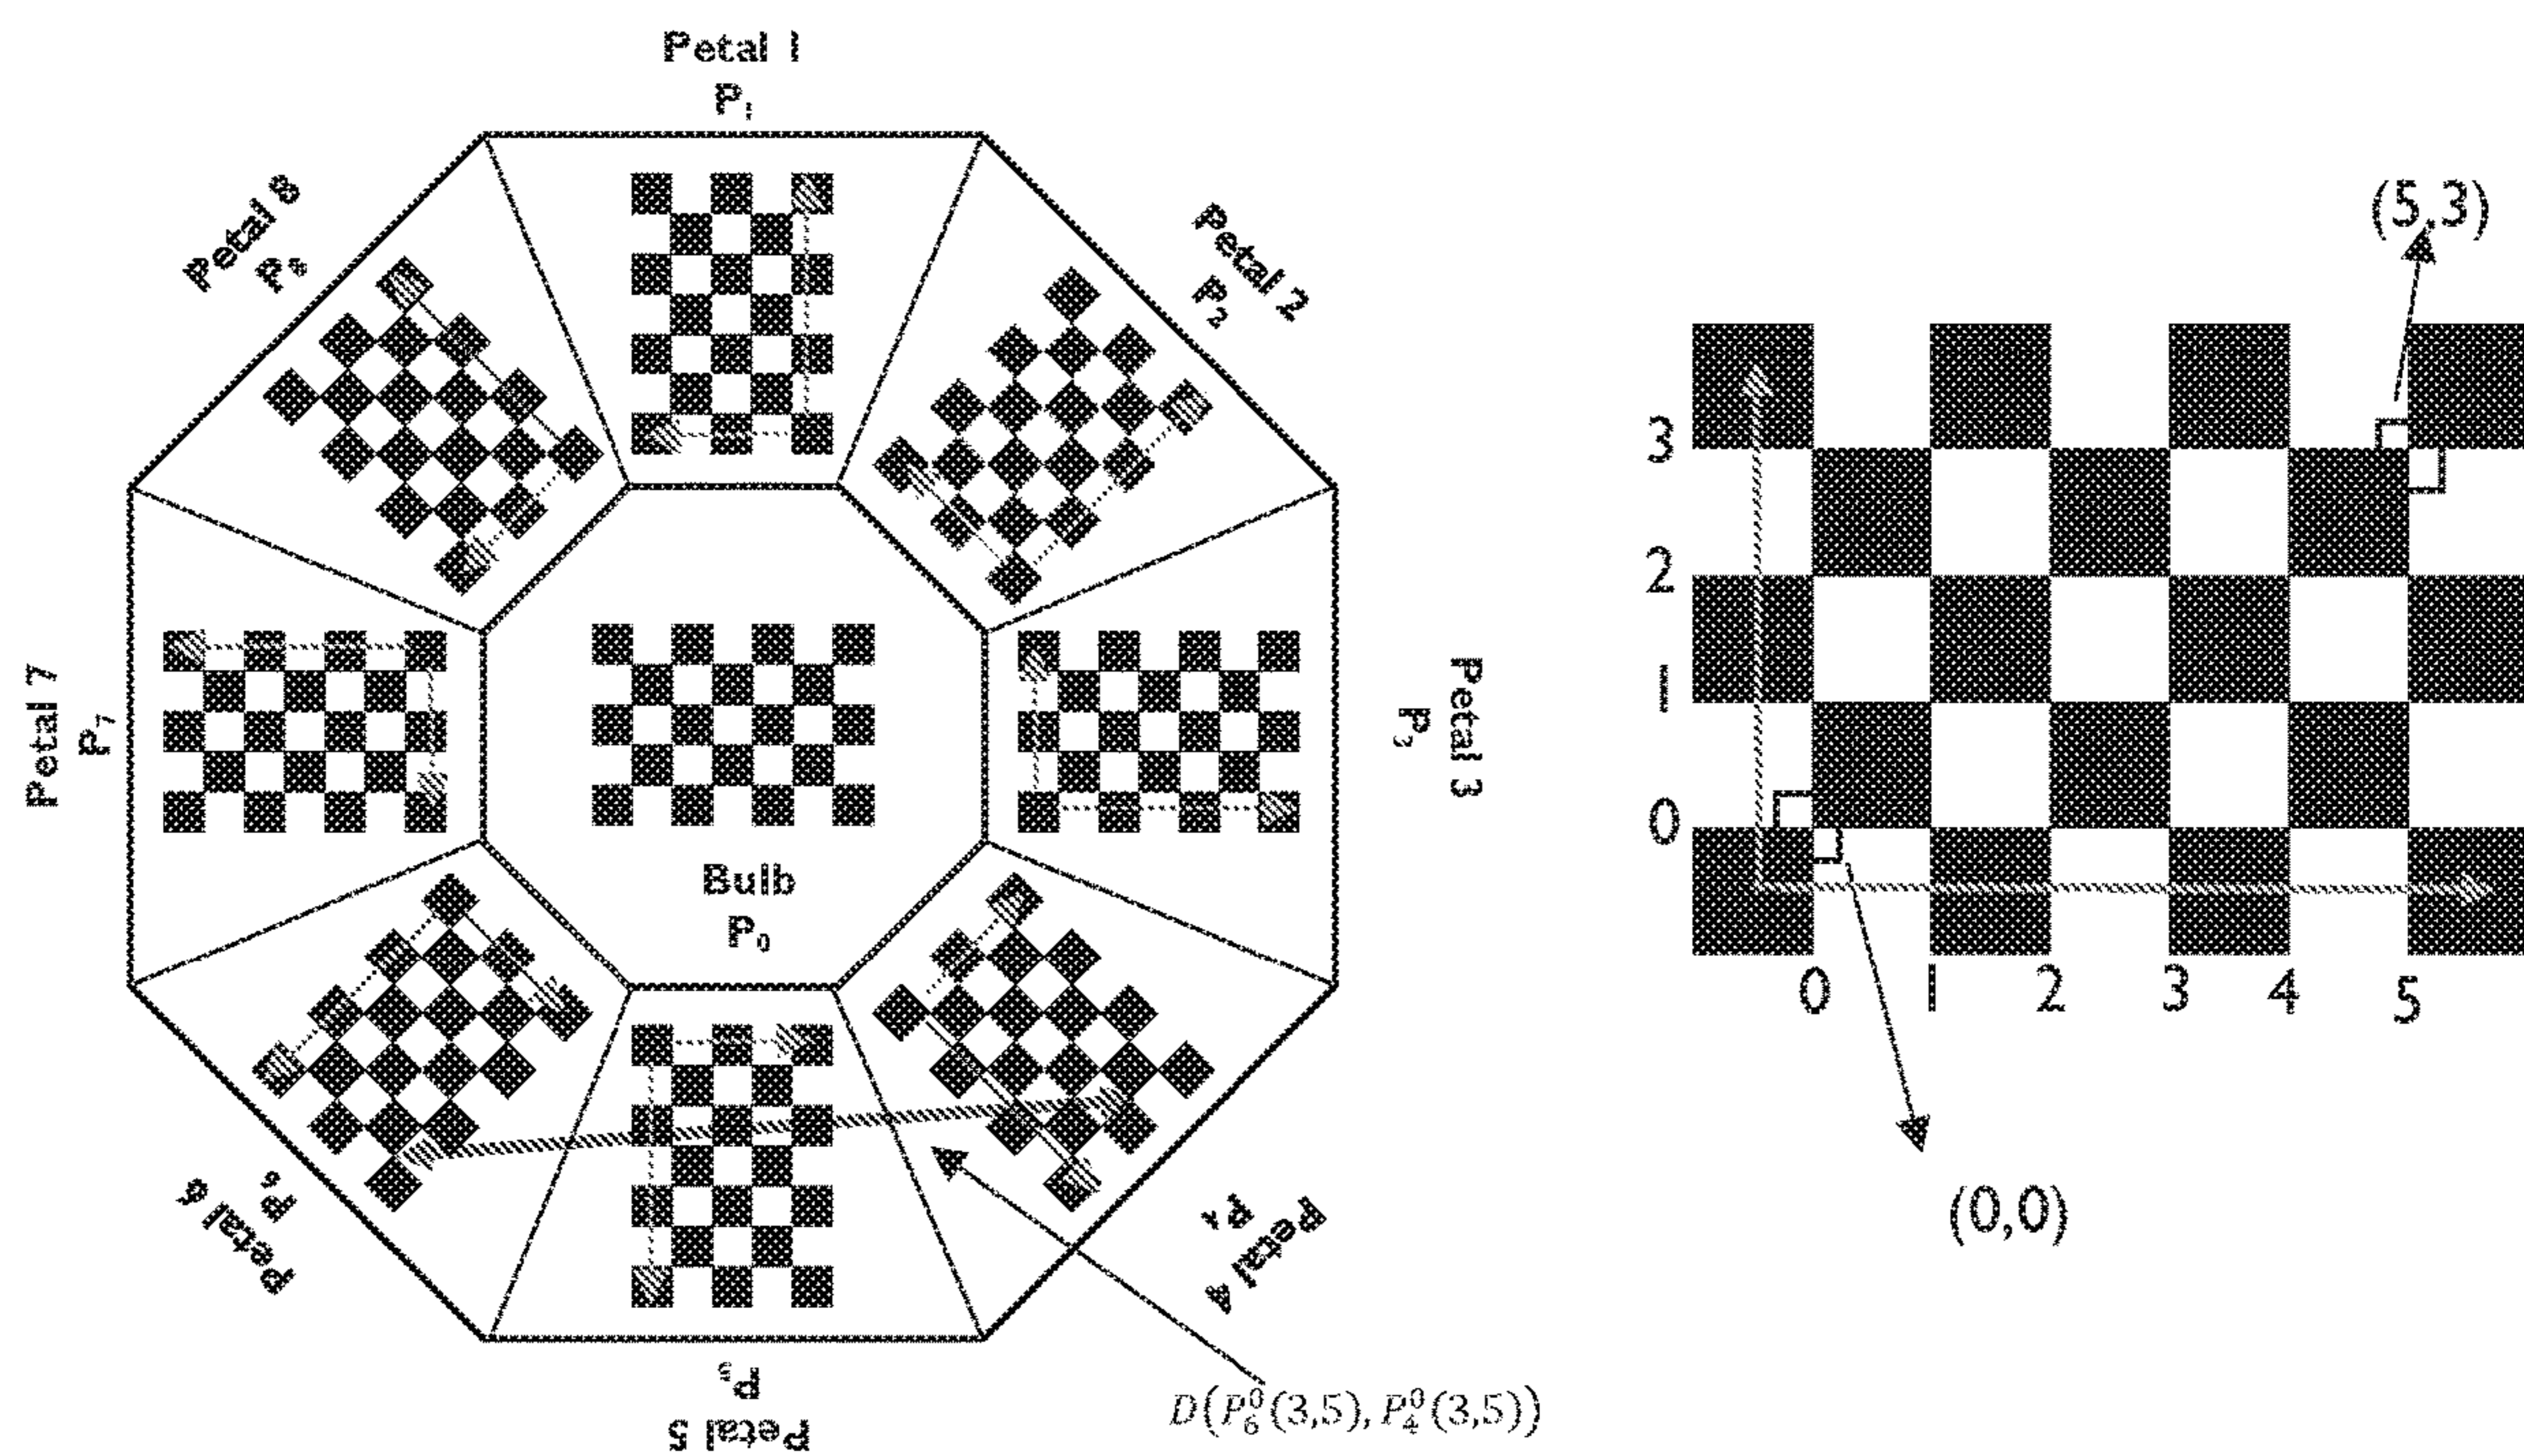 Petal 1
P₁
Petal 2
P₂
Petal 3
P₃
Petal 4
P₄
Petal 5
P₅
Petal 6
P₆
Petal 7
P₇
Petal 8
P₈
Bulb
P₀
D(P₆⁰(3,5), P₄⁰(3,5))
(5,3)
3
2
1
0
0 1 2 3 4 5
(0,0)